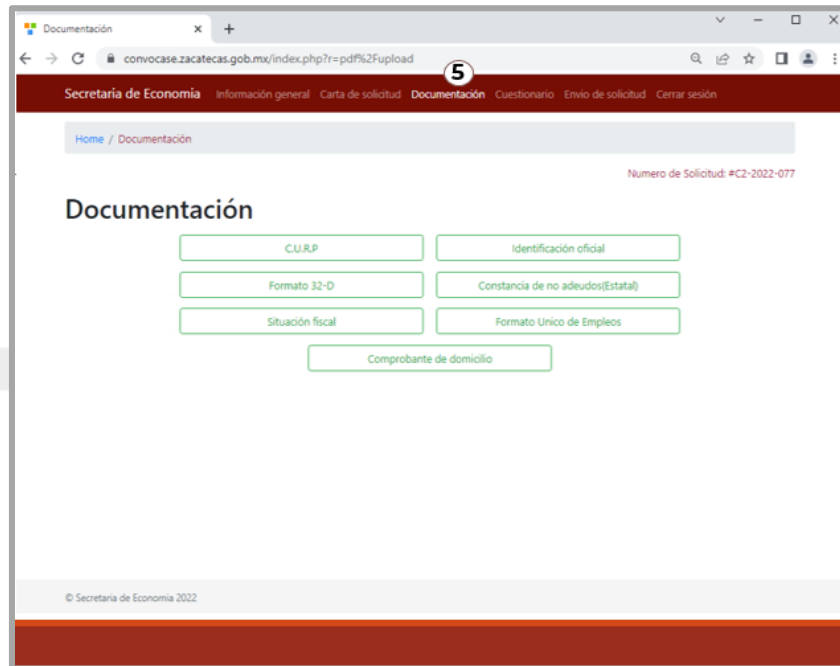 Documentación
convocase.zacatecas.gob.mx/index.php?r=pdf%2Fupload
5
Secretaria de Economia Información general Carta de solicitud Documentación Cuestionario Envio de solicitud Cerrar sesión
Home / Documentación
Numero de Solicitud: #C2-2022-077
Documentación
C.U.R.P Identificación oficial
Formato 32-D Constancia de no adeudos(Estatal)
Situación fiscal Formato Unico de Empleos
Comprobante de domicilio
© Secretaria de Economia 2022